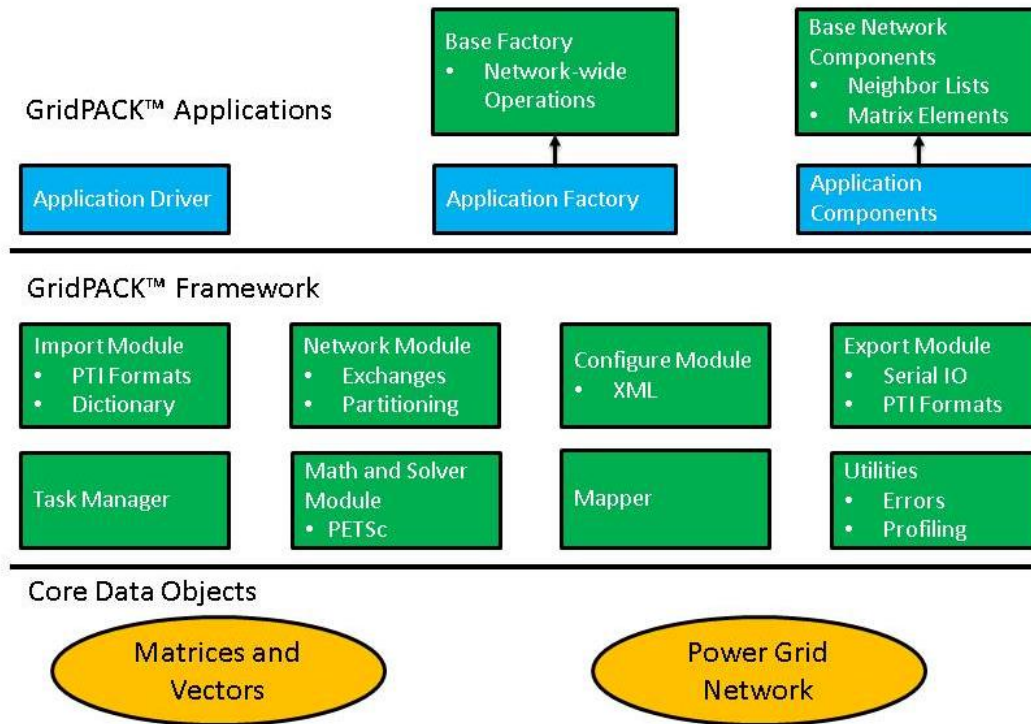 Base Factory
• Network-wide
Operations
Base Network
Components
• Neighbor Lists
• Matrix Elements
GridPACK™ Applications
Application Driver
Application Factory
Application
Components
GridPACK™ Framework
Import Module
• PTI Formats
• Dictionary
Network Module
• Exchanges
• Partitioning
Configure Module
• XML
Export Module
• Serial IO
• PTI Formats
Task Manager
Math and Solver
Module
• PETSc
Mapper
Utilities
• Errors
• Profiling
Core Data Objects
Matrices and
Vectors
Power Grid
Network